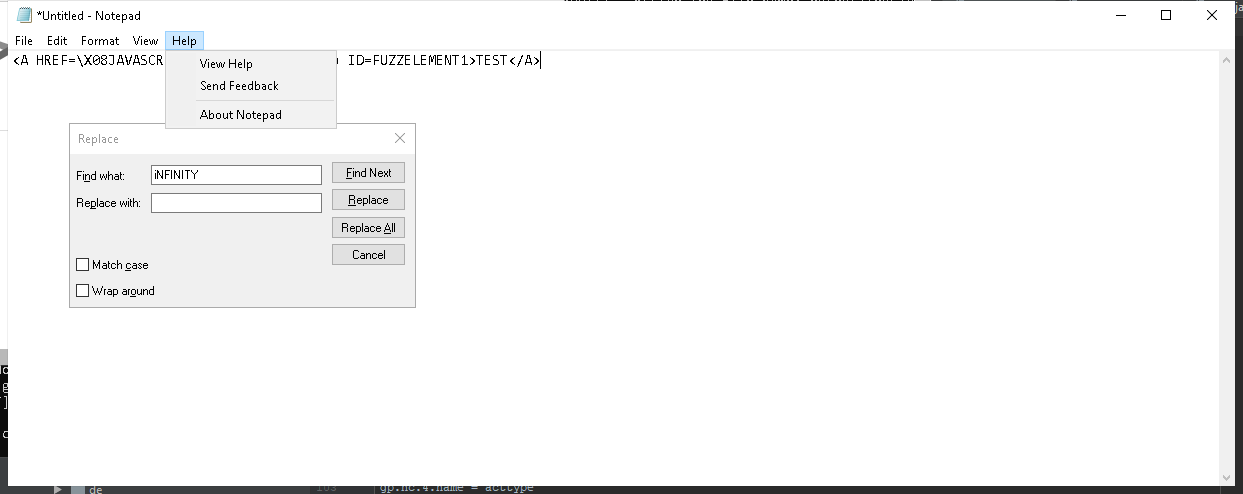 *Untitled - Notepad
File Edit Format View Help
<A HREF=\X08JAVASCR ID=FUZZELEMENT1>TEST</A>
View Help
Send Feedback
About Notepad
Replace
Find what: iNFINITY Find Next
Replace with: Replace
Replace All
Cancel
Match case
Wrap around
de
gp.nc.4.name = acttype